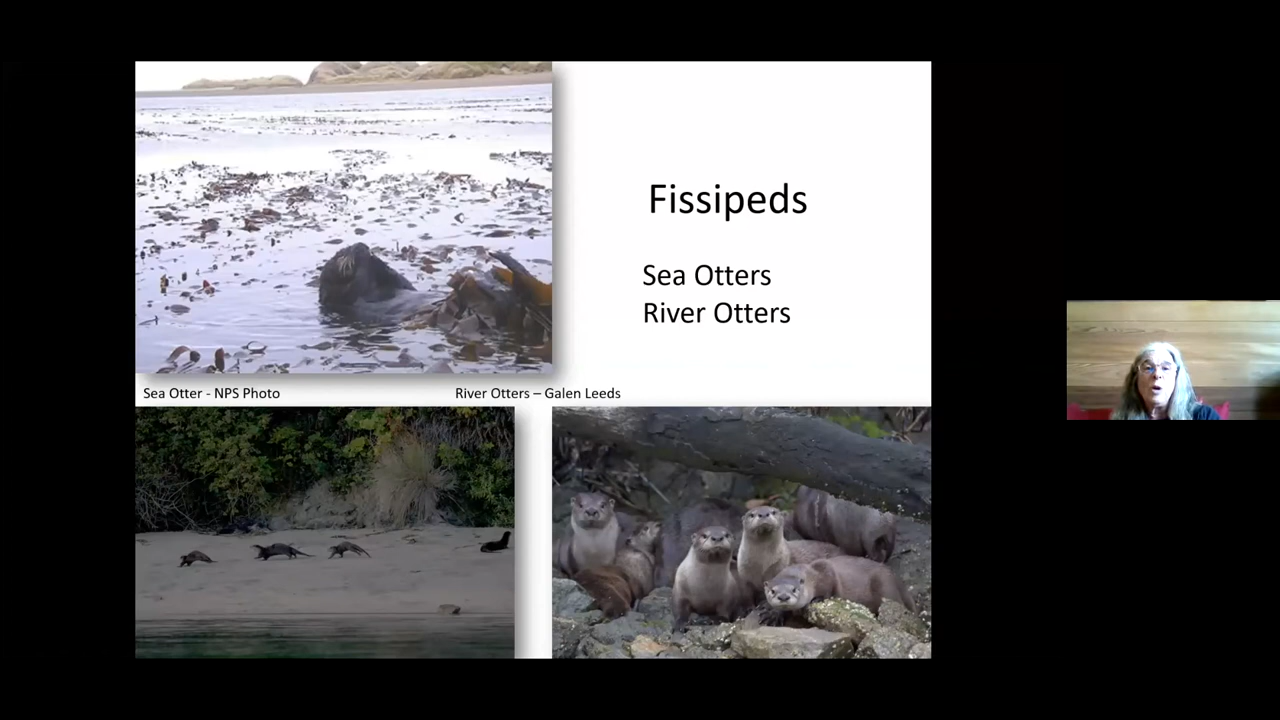 Fissipeds
Sea Otters
River Otters
Sea Otter - NPS Photo
River Otters – Galen Leeds